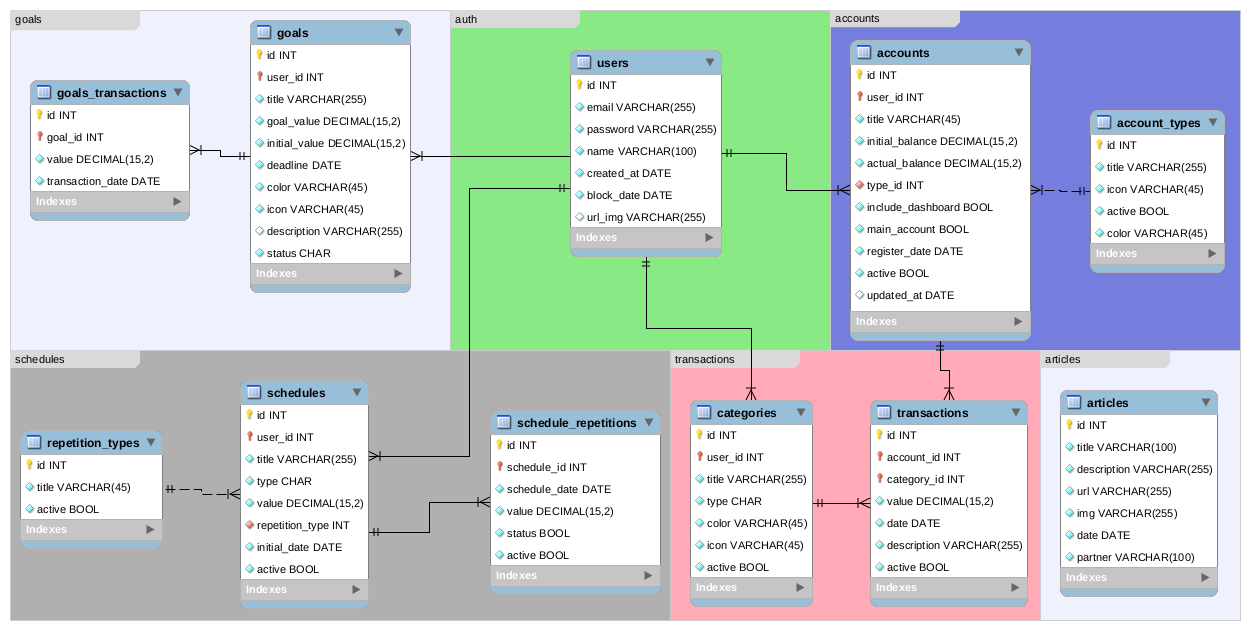 goals
goals_transactions
id INT
goal_id INT
value DECIMAL(15,2)
transaction_date DATE
Indexes
goals
id INT
user_id INT
title VARCHAR(255)
goal_value DECIMAL(15,2)
initial_value DECIMAL(15,2)
deadline DATE
color VARCHAR(45)
icon VARCHAR(45)
description VARCHAR(255)
status CHAR
Indexes
auth
users
id INT
email VARCHAR(255)
password VARCHAR(255)
name VARCHAR(100)
created_at DATE
block_date DATE
url_img VARCHAR(255)
Indexes
accounts
accounts
id INT
user_id INT
title VARCHAR(45)
initial_balance DECIMAL(15,2)
actual_balance DECIMAL(15,2)
type_id INT
include_dashboard BOOL
main_account BOOL
register_date DATE
active BOOL
updated_at DATE
Indexes
account_types
id INT
title VARCHAR(255)
icon VARCHAR(45)
active BOOL
color VARCHAR(45)
Indexes
schedules
repetition_types
id INT
title VARCHAR(45)
active BOOL
Indexes
schedules
id INT
user_id INT
title VARCHAR(255)
type CHAR
value DECIMAL(15,2)
repetition_type INT
initial_date DATE
active BOOL
Indexes
schedule_repetitions
id INT
schedule_id INT
schedule_date DATE
value DECIMAL(15,2)
status BOOL
active BOOL
Indexes
transactions
categories
id INT
user_id INT
title VARCHAR(255)
type CHAR
color VARCHAR(45)
icon VARCHAR(45)
active BOOL
Indexes
transactions
id INT
account_id INT
category_id INT
value DECIMAL(15,2)
date DATE
description VARCHAR(255)
active BOOL
Indexes
articles
articles
id INT
title VARCHAR(100)
description VARCHAR(255)
url VARCHAR(255)
img VARCHAR(255)
date DATE
partner VARCHAR(100)
Indexes